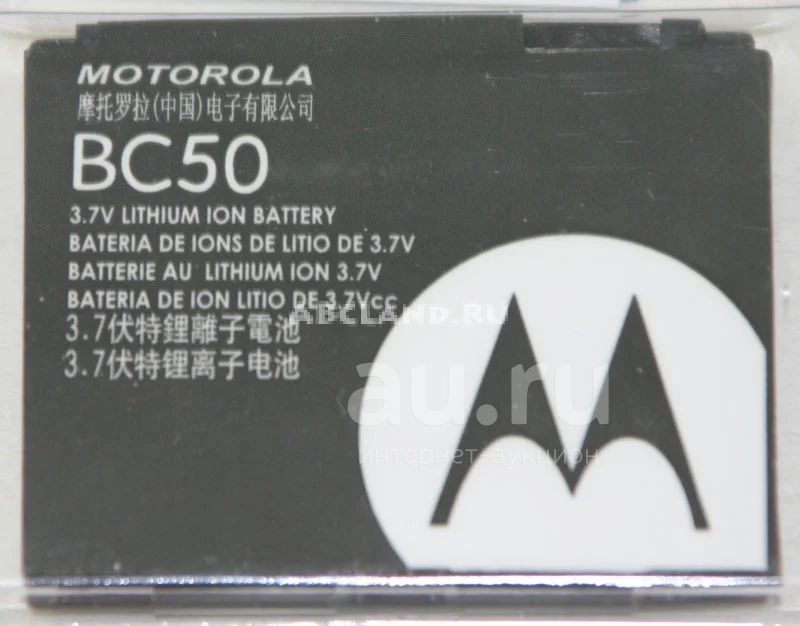 MOTOROLA
摩托罗拉(中国)电子有限公司
BC50
3.7V LITHIUM ION BATTERY
BATERIA DE IONS DE LITIO DE 3.7V
BATTERIE AU LITHIUM ION 3.7V
BATERIA DE ION LITIO DE 3.7Vcc
ABCLAND.RU
3.7伏特鋰離子電池
3.7伏特锂离子电池
au.ru
интернет-аукцион